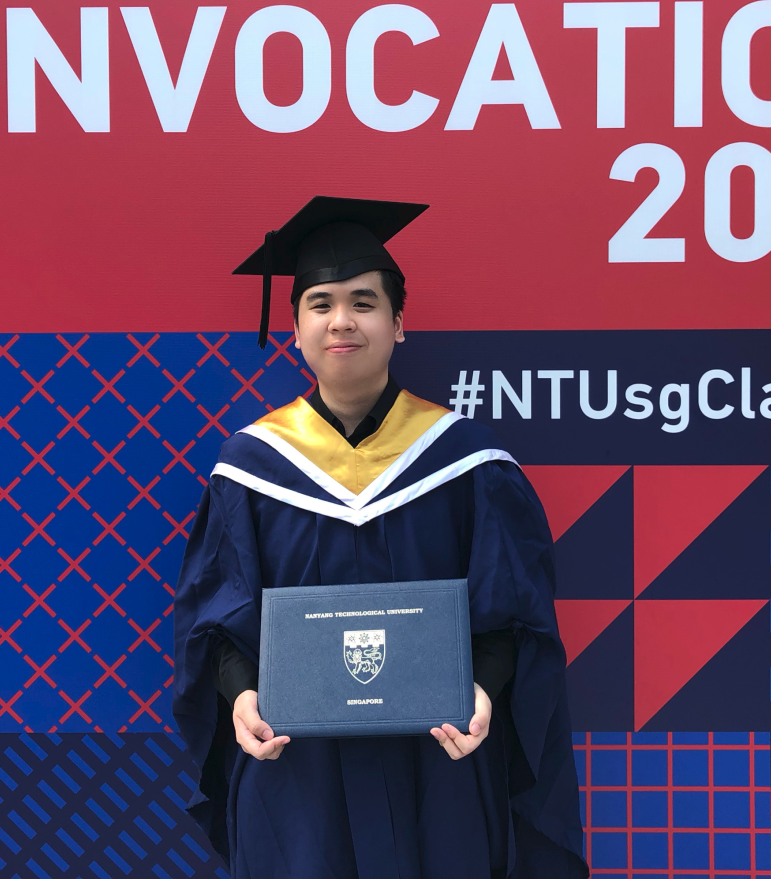 NVOCATIO
20
#NTUsgCla
NANYANG TECHNOLOGICAL UNIVERSITY
SINGAPORE